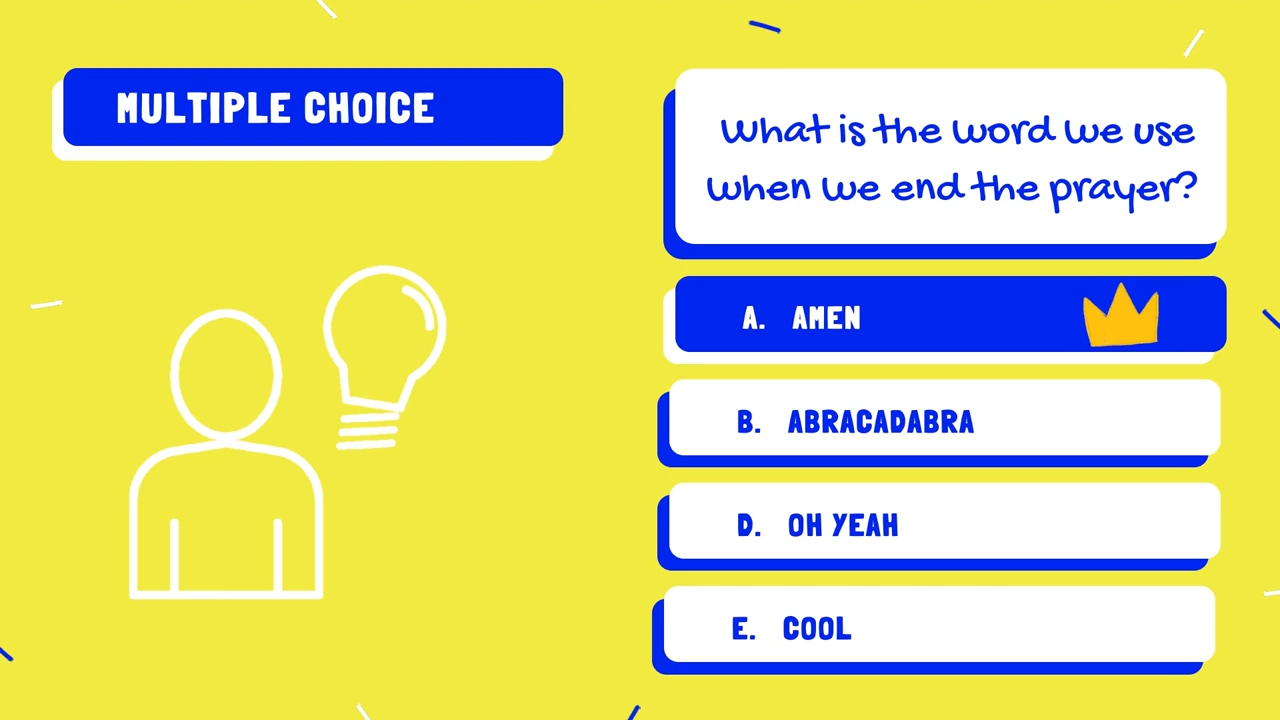 MULTIPLE CHOICE
What is the word we use
when we end the prayer?
A. AMEN
B. ABRACADABRA
D. OH YEAH
E. COOL